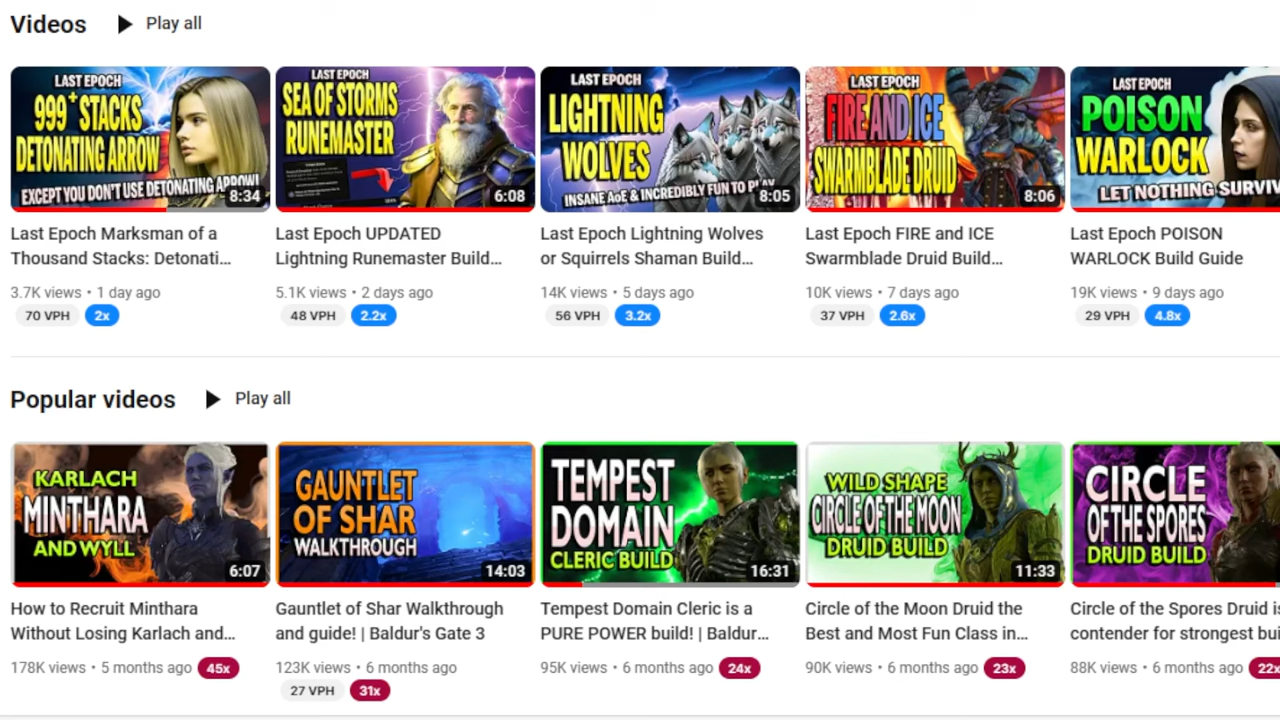 Videos ▶ Play all
LAST EPOCH
999+ STACKS
DETONATING ARROW
EXCEPT YOU DON'T USE DETONATING ARROW!
8:34
LAST EPOCH
SEA OF STORMS
RUNEMASTER
6:08
LAST EPOCH
LIGHTNING
WOLVES
INSANE AoE & INCREDIBLY FUN TO PLAY
8:05
LAST EPOCH
FIRE AND ICE
SWARMBLADE DRUID
8:06
LAST EPOCH
POISON
WARLOCK
LET NOTHING SURVIV
Last Epoch Marksman of a
Thousand Stacks: Detonati...
3.7K views • 1 day ago
70 VPH 2x
Last Epoch UPDATED
Lightning Runemaster Build...
5.1K views • 2 days ago
48 VPH 2.2x
Last Epoch Lightning Wolves
or Squirrels Shaman Build...
14K views • 5 days ago
56 VPH 3.2x
Last Epoch FIRE and ICE
Swarmblade Druid Build...
10K views • 7 days ago
37 VPH 2.6x
Last Epoch POISON
WARLOCK Build Guide
19K views • 9 days ago
29 VPH 4.8x
Popular videos ▶ Play all
KARLACH
MINTHARA
AND WYLL
6:07
GAUNTLET
OF SHAR
WALKTHROUGH
14:03
TEMPEST
DOMAIN
CLERIC BUILD
16:31
WILD SHAPE
CIRCLE OF THE MOON
DRUID BUILD
11:33
CIRCLE
OF THE SPORES
DRUID BUILD
How to Recruit Minthara
Without Losing Karlach and...
178K views • 5 months ago 45x
Gauntlet of Shar Walkthrough
and guide! | Baldur's Gate 3
123K views • 6 months ago
27 VPH 31x
Tempest Domain Cleric is a
PURE POWER build! | Baldur...
95K views • 6 months ago 24x
Circle of the Moon Druid the
Best and Most Fun Class in...
90K views • 6 months ago 23x
Circle of the Spores Druid is
contender for strongest bui
88K views • 6 months ago 22x